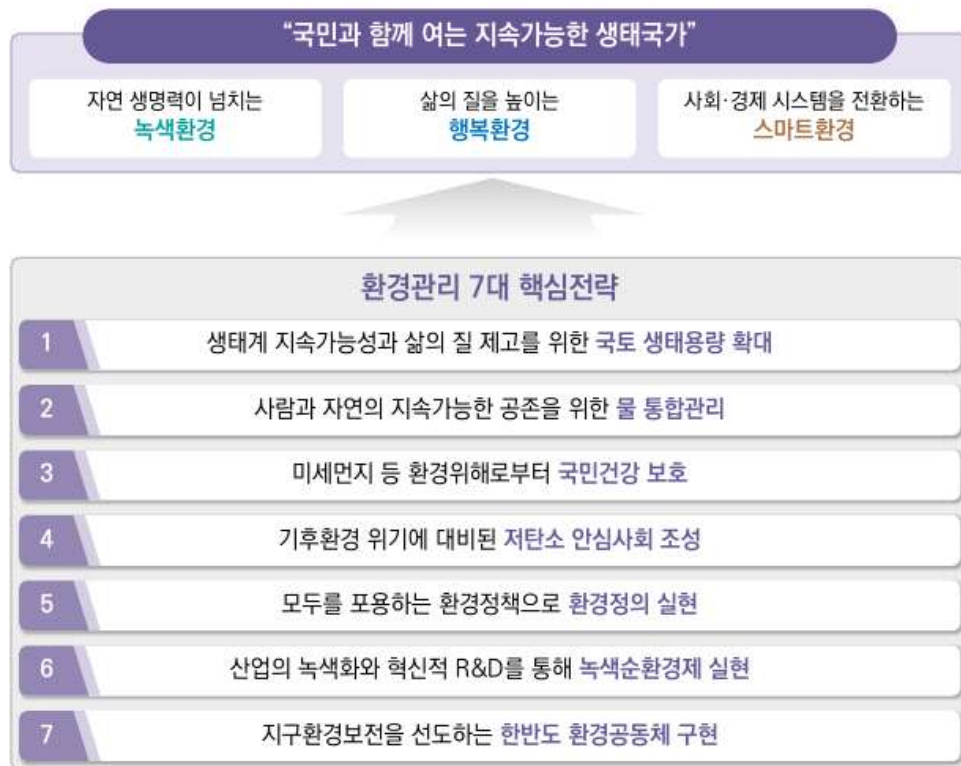 “국민과 함께 여는 지속가능한 생태국가”
자연 생명력이 넘치는
녹색환경
삶의 질을 높이는
행복환경
사회·경제 시스템을 전환하는
스마트환경
환경관리 7대 핵심전략
1 생태계 지속가능성과 삶의 질 제고를 위한 국토 생태용량 확대
2 사람과 자연의 지속가능한 공존을 위한 물 통합관리
3 미세먼지 등 환경위해로부터 국민건강 보호
4 기후환경 위기에 대비된 저탄소 안심사회 조성
5 모두를 포용하는 환경정책으로 환경정의 실현
6 산업의 녹색화와 혁신적 R&D를 통해 녹색순환경제 실현
7 지구환경보전을 선도하는 한반도 환경공동체 구현